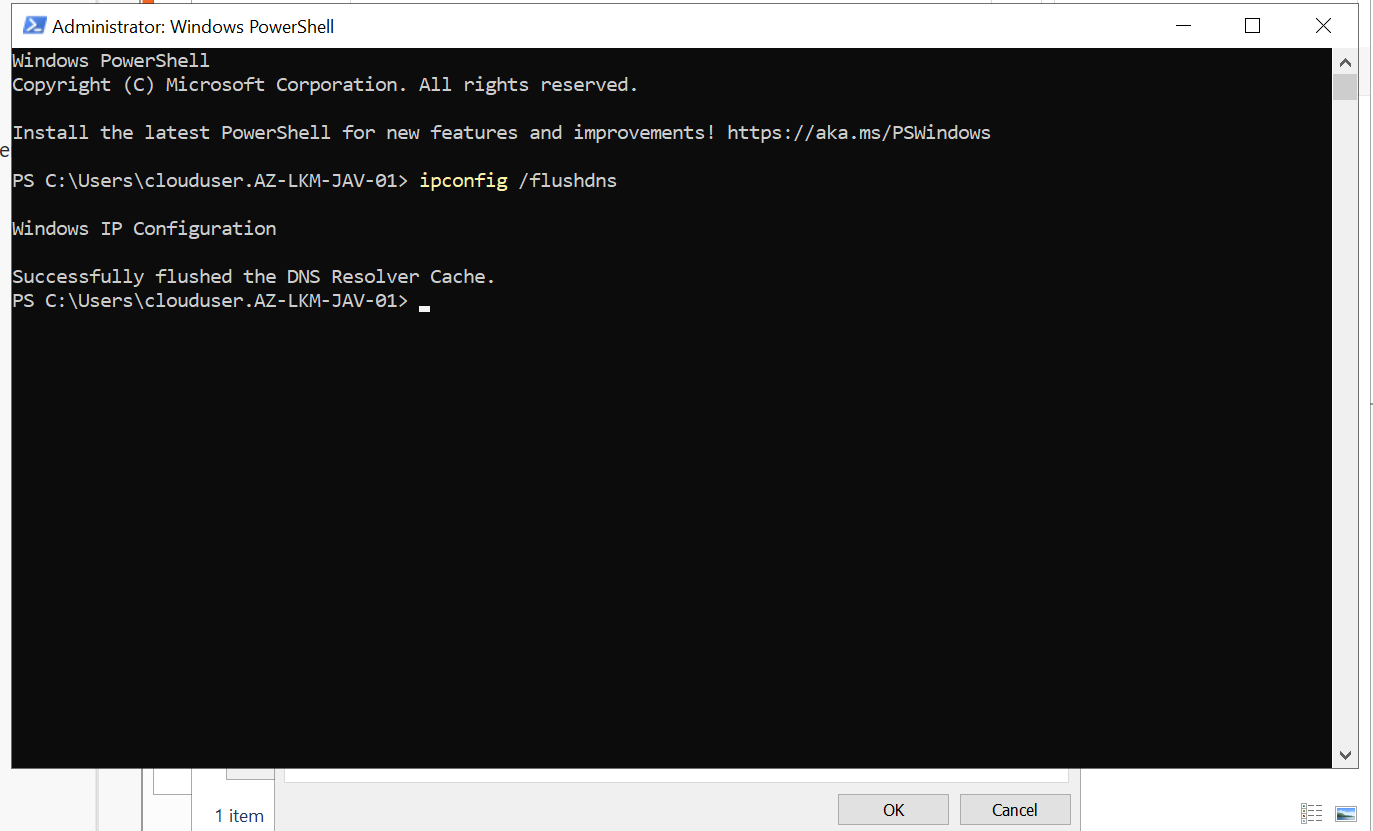 Administrator: Windows PowerShell
Windows PowerShell
Copyright (C) Microsoft Corporation. All rights reserved.
Install the latest PowerShell for new features and improvements! https://aka.ms/PSWindows
e
PS C:\Users\clouduser.AZ-LKM-JAV-01> ipconfig /flushdns
Windows IP Configuration
Successfully flushed the DNS Resolver Cache.
PS C:\Users\clouduser.AZ-LKM-JAV-01>
1 item
OK
Cancel